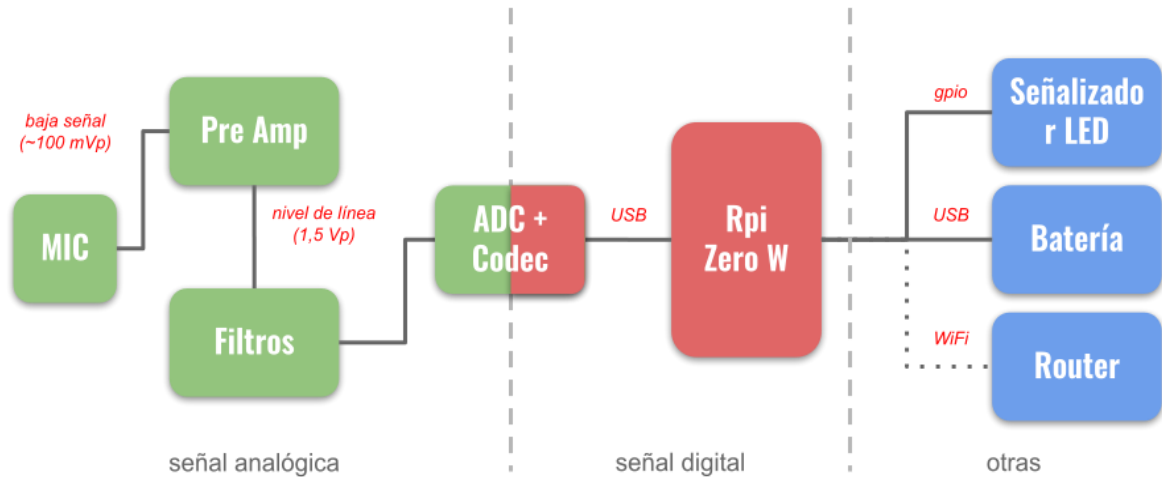 baja señal
(~100 mVp)
MIC
Pre Amp
nivel de línea
(1,5 Vp)
Filtros
ADC +
Codec
USB
Rpi
Zero W
gpio
Señalizado
r LED
USB
Batería
WiFi
Router
señal analógica
señal digital
otras